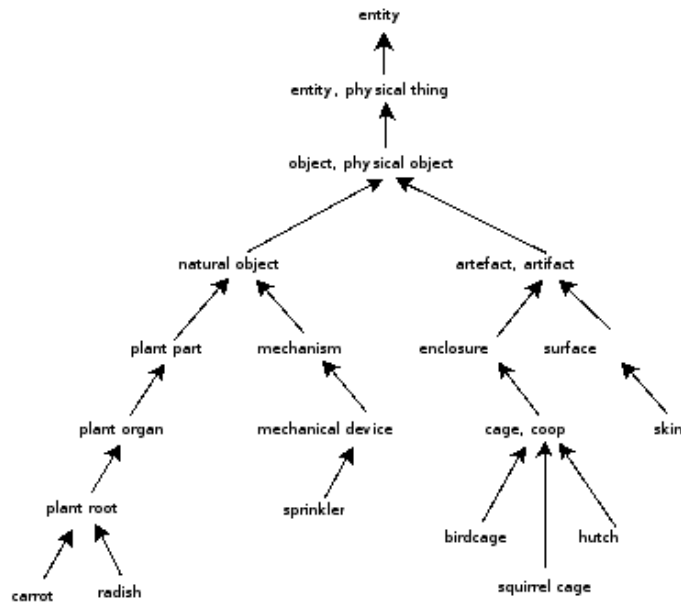 entity
entity, physical thing
object, physical object
natural object
artefact, artifact
plant part
mechanism
enclosure
surface
plant organ
mechanical device
cage, coop
skin
plant root
sprinkler
birdcage
hutch
carrot
radish
squirrel cage